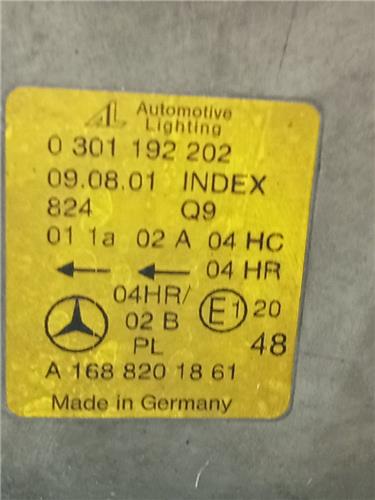 AL Automotive
Lighting
0 301 192 202
09.08.01 INDEX
824 Q9
01 1a 02 A 04 HC
04 HR
04HR/ E1 20
02 B
PL 48
A 168 820 18 61
Made in Germany